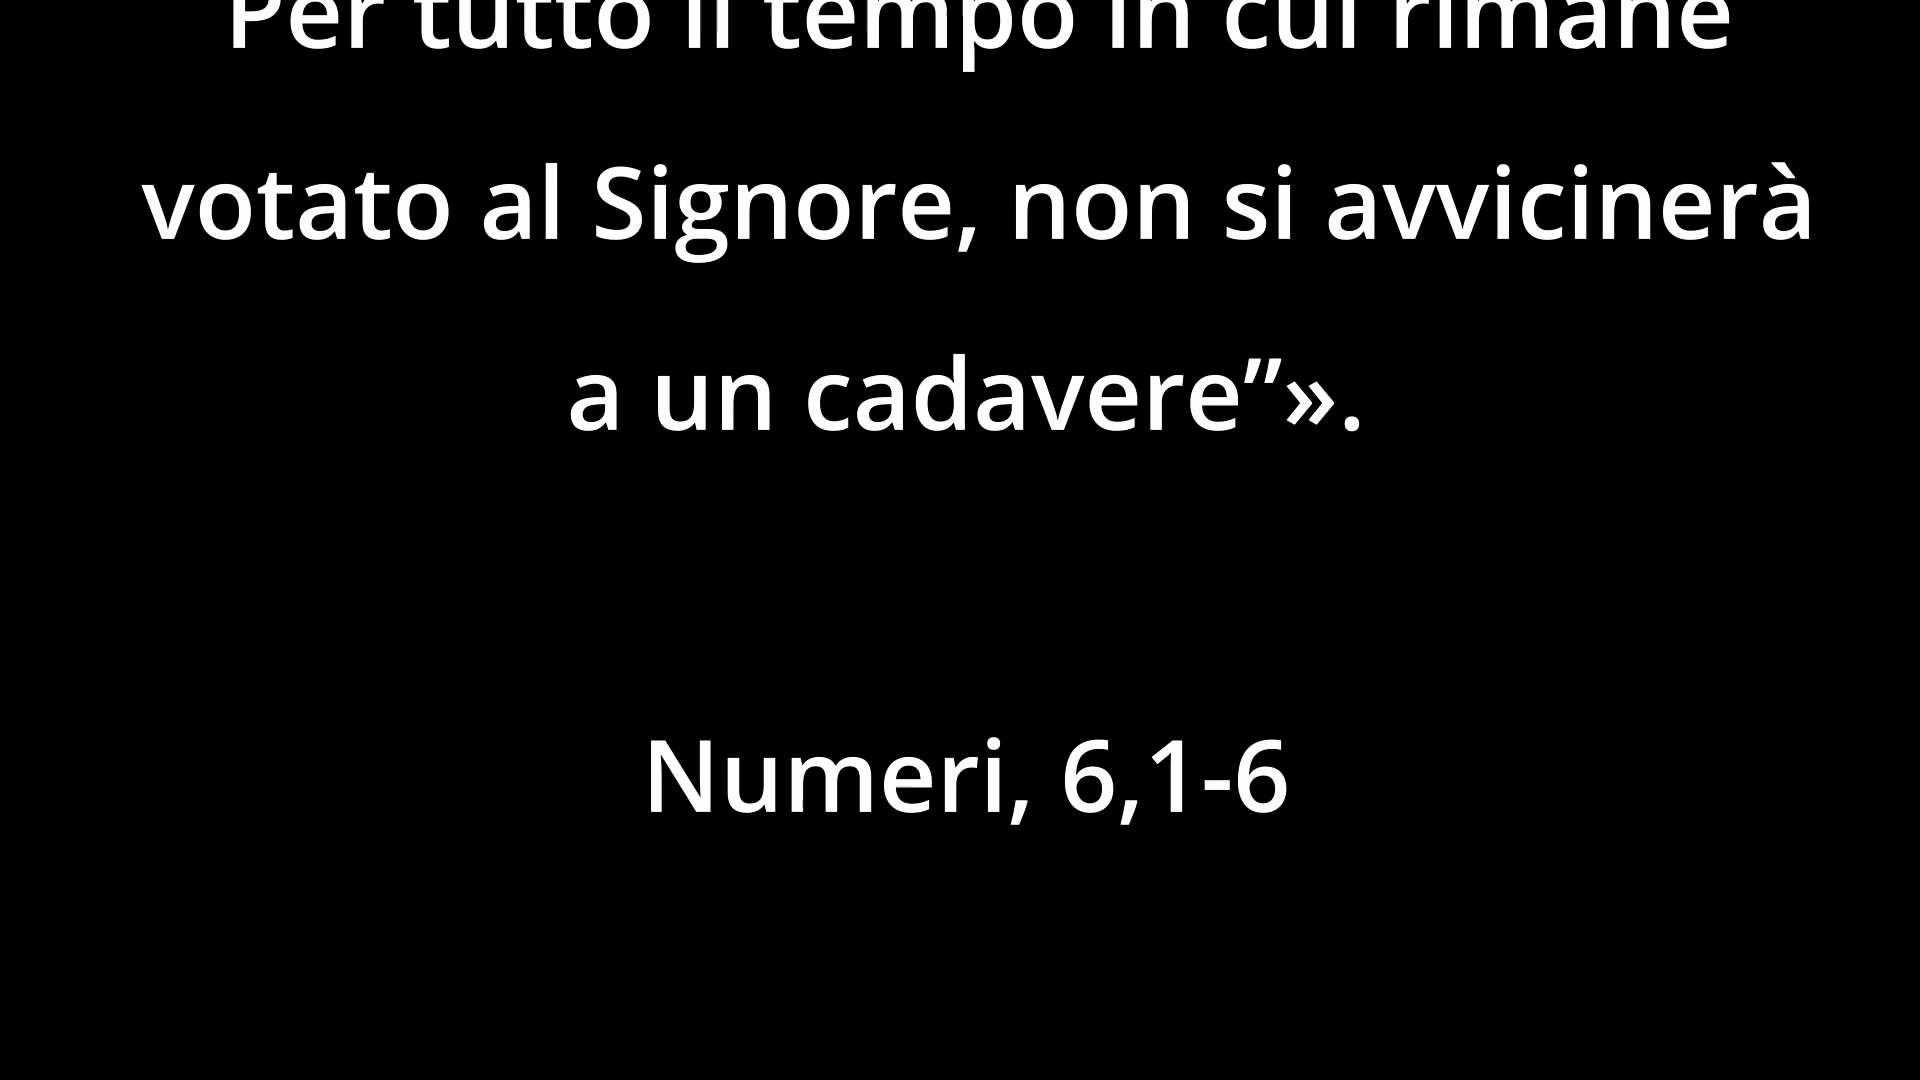 Per tutto il tempo in cui rimane
votato al Signore, non si avvicinerà
a un cadavere”».
Numeri, 6,1-6